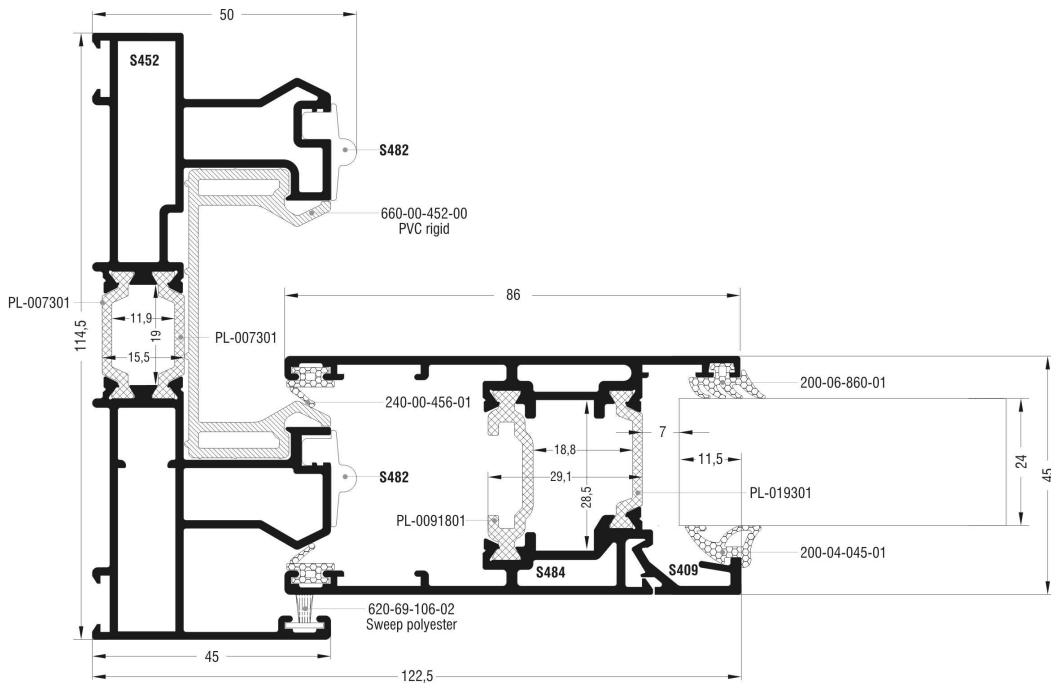 50
S452
S482
660-00-452-00
PVC rigid
PL-007301
11,9
19
15,5
PL-007301
114,5
86
240-00-456-01
200-06-860-01
7
11,5
24
45
18,8
29,1
28,5
S482
PL-019301
PL-0091801
200-04-045-01
S484
S409
620-69-106-02
Sweep polyester
45
122,5